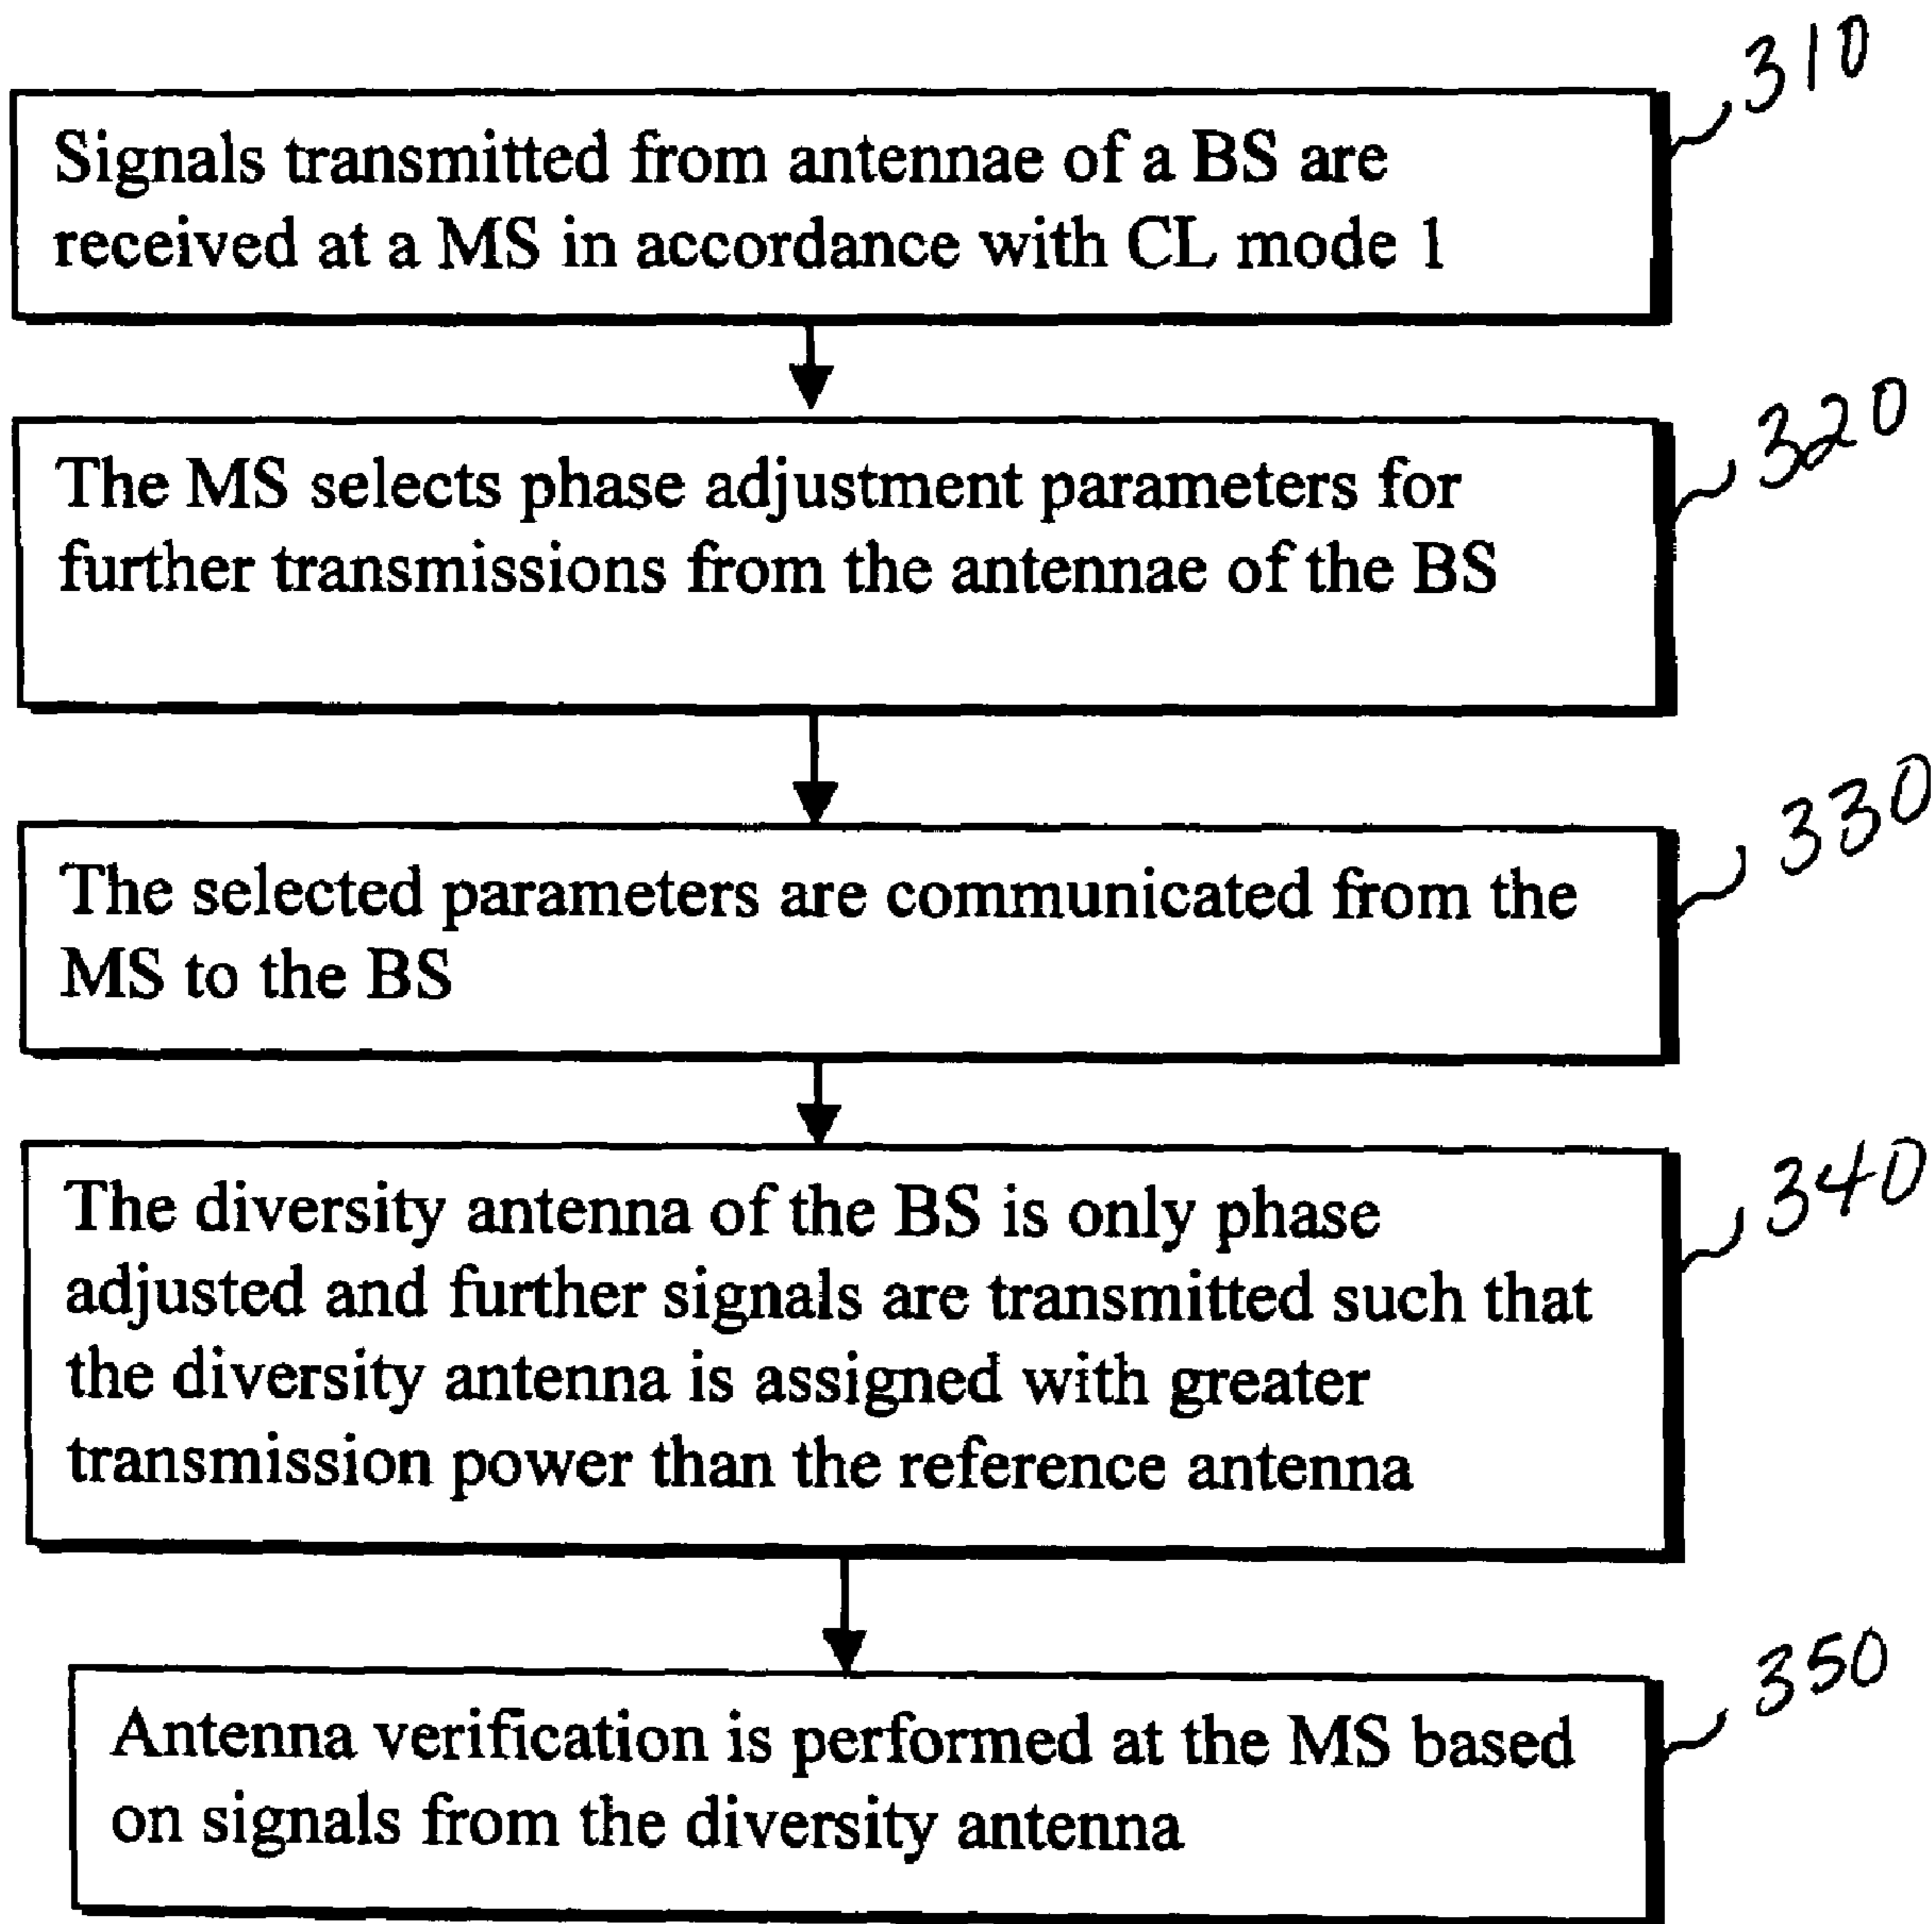 310
Signals transmitted from antennae of a BS are
received at a MS in accordance with CL mode 1
320
The MS selects phase adjustment parameters for
further transmissions from the antennae of the BS
330
The selected parameters are communicated from the
MS to the BS
340
The diversity antenna of the BS is only phase
adjusted and further signals are transmitted such that
the diversity antenna is assigned with greater
transmission power than the reference antenna
350
Antenna verification is performed at the MS based
on signals from the diversity antenna